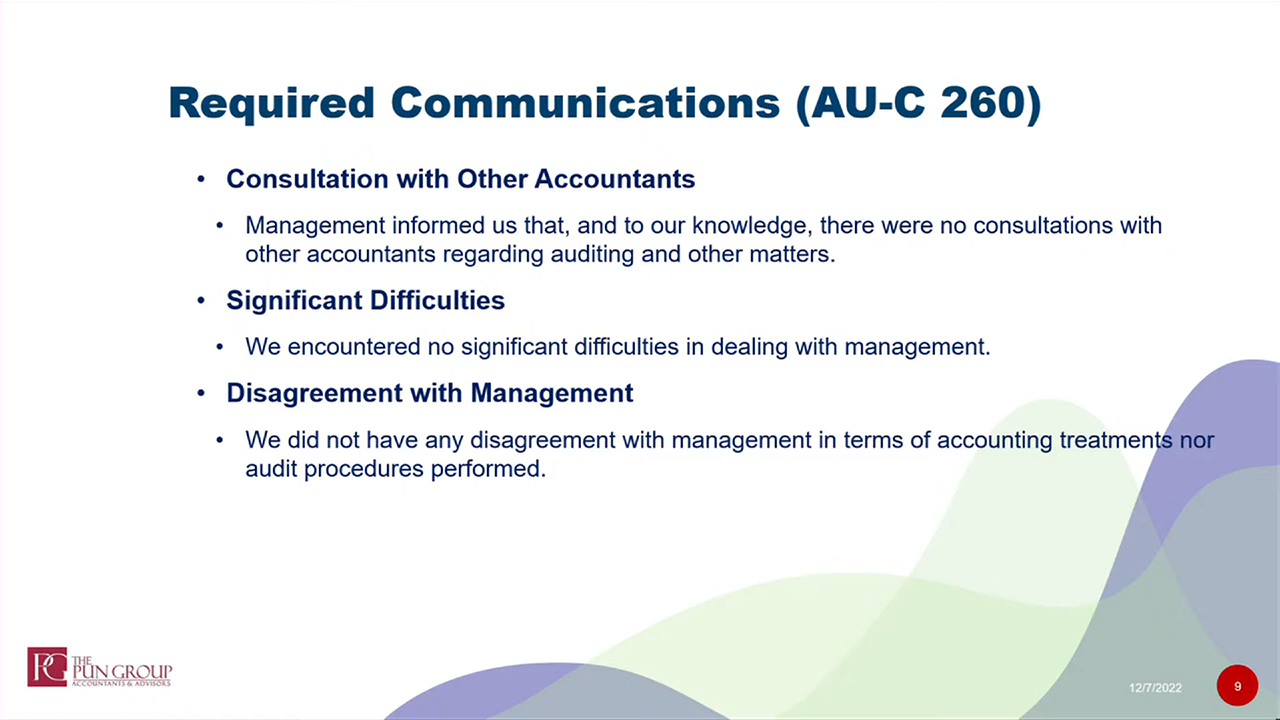 Required Communications (AU-C 260)
• Consultation with Other Accountants
• Management informed us that, and to our knowledge, there were no consultations with
other accountants regarding auditing and other matters.
• Significant Difficulties
• We encountered no significant difficulties in dealing with management.
• Disagreement with Management
• We did not have any disagreement with management in terms of accounting treatments nor
audit procedures performed.
PG
THE
PUN GROUP
ACCOUNTANTS & ADVISORS
12/7/2022
9